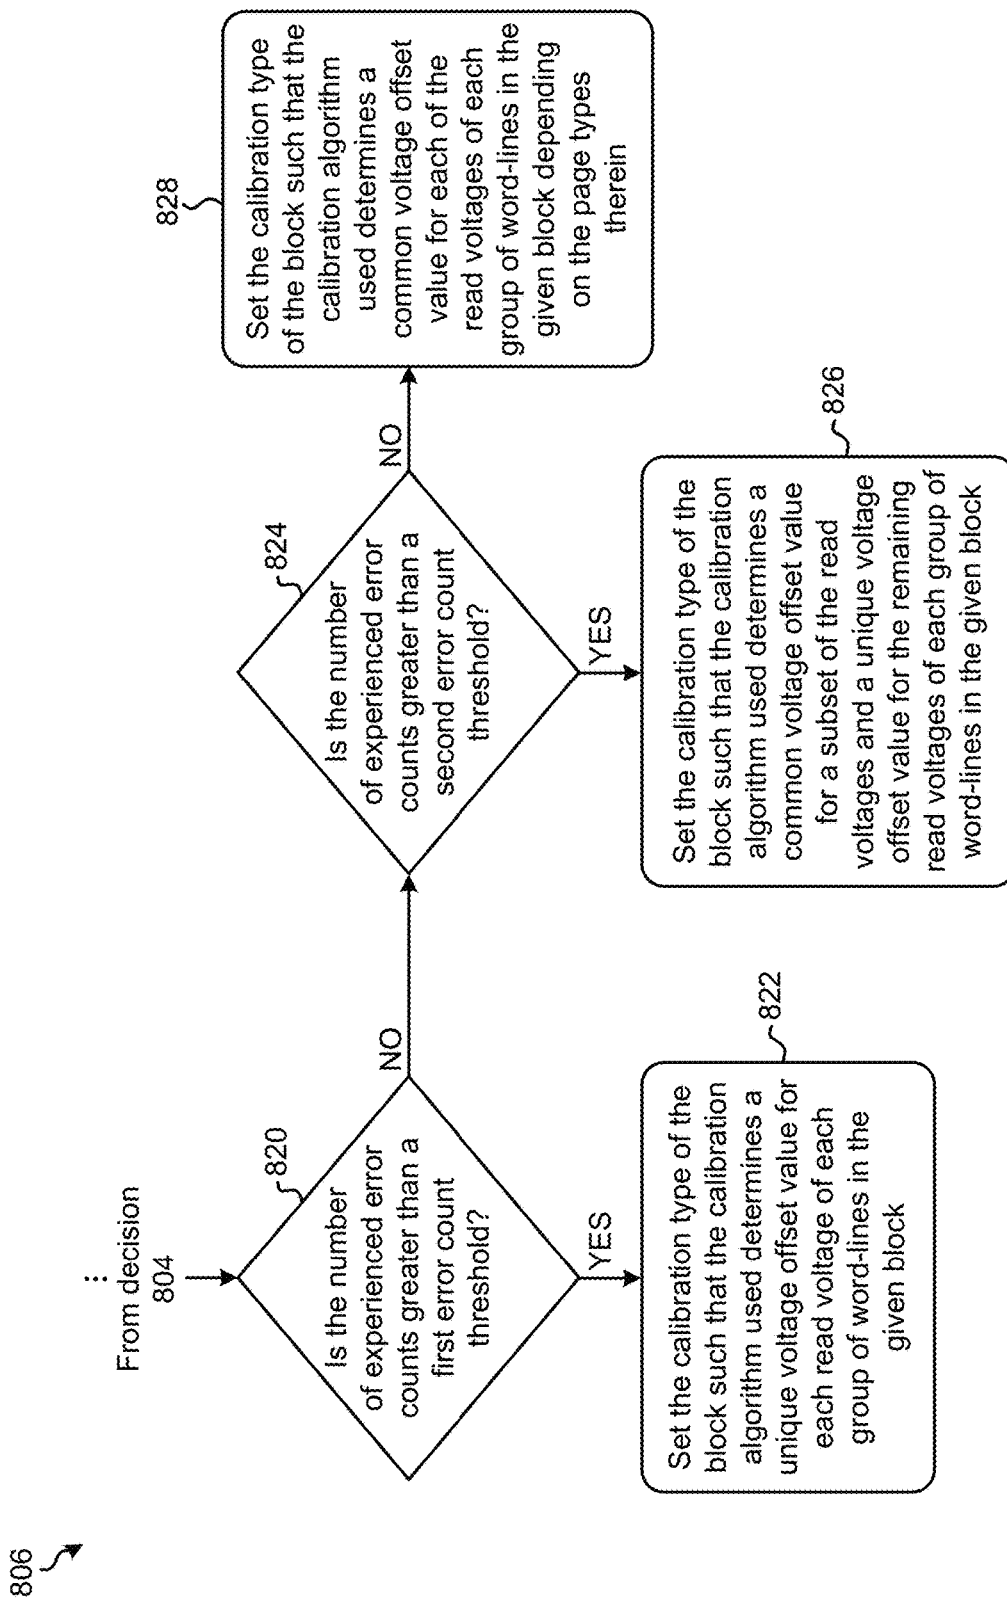 806
⋮
From decision
804
820
Is the number
of experienced error
counts greater than a
first error count
threshold?
NO
YES
822
Set the calibration type of the
block such that the calibration
algorithm used determines a
unique voltage offset value for
each read voltage of each
group of word-lines in the
given block
824
Is the number
of experienced error
counts greater than a
second error count
threshold?
NO
YES
826
Set the calibration type of the
block such that the calibration
algorithm used determines a
common voltage offset value
for a subset of the read
voltages and a unique voltage
offset value for the remaining
read voltages of each group of
word-lines in the given block
828
Set the calibration type
of the block such that the
calibration algorithm
used determines a
common voltage offset
value for each of the
read voltages of each
group of word-lines in the
given block depending
on the page types
therein